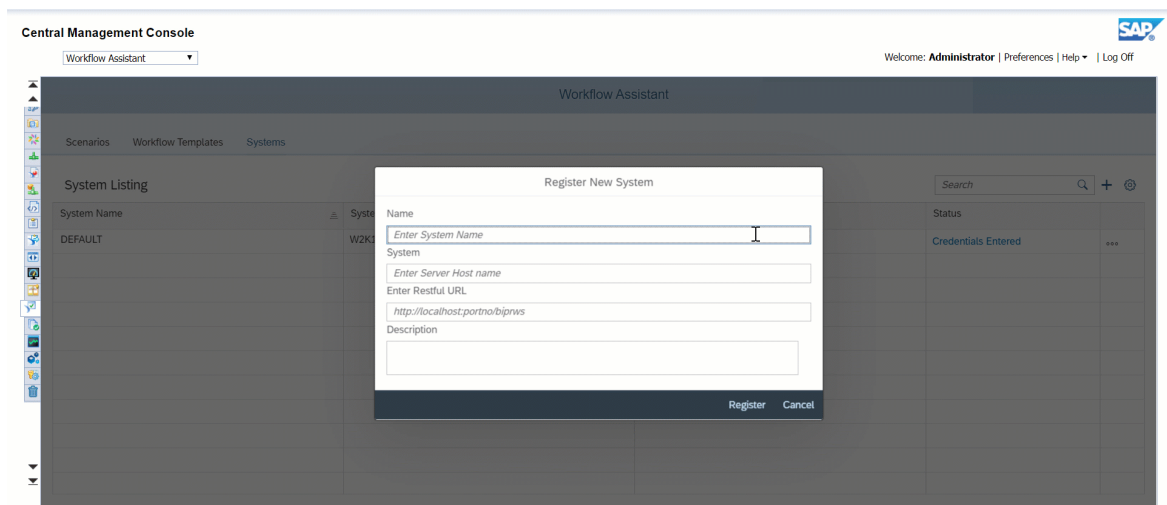 Central Management Console
SAP
Workflow Assistant
Welcome: Administrator | Preferences | Help | Log Off
Workflow Assistant
Scenarios Workflow Templates Systems
System Listing
Search
System Name Syste Status
DEFAULT W2K1 Credentials Entered
Register New System
Name
Enter System Name
System
Enter Server Host name
Enter Restful URL
http://localhost:portno/biprws
Description
Register Cancel